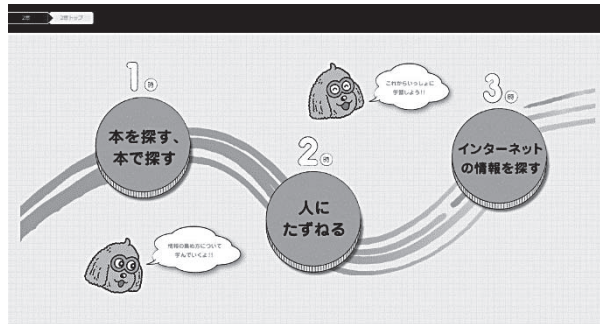 2世 2世トップ
1 時
本を探す、
本で探す
これからいっしょに
学習しよう!!
3 時
インターネット
の情報を探す
2 時
人に
たずねる
情報の集め方について
学んでいくよ!!